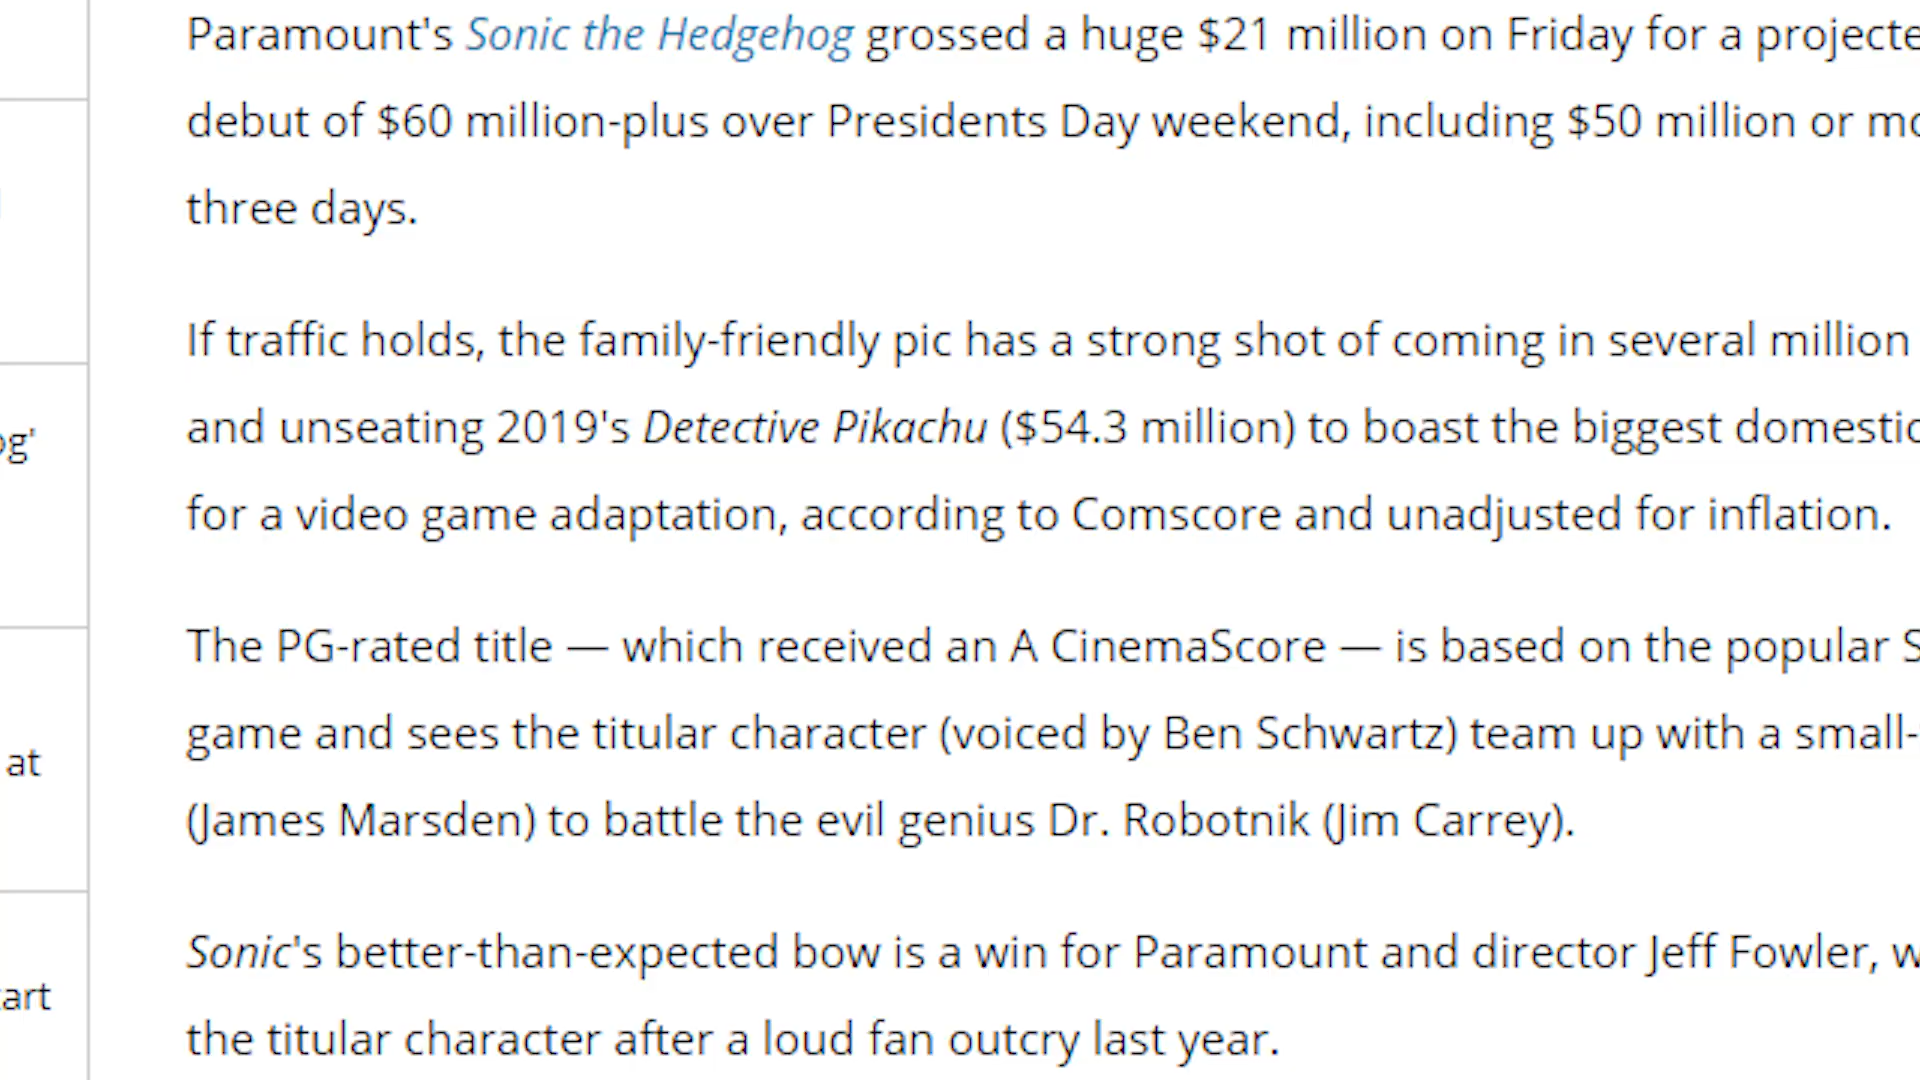 Paramount's Sonic the Hedgehog grossed a huge $21 million on Friday for a
debut of $60 million-plus over Presidents Day weekend, including $50 million or
three days.
If traffic holds, the family-friendly pic has a strong shot of coming in several million
and unseating 2019's Detective Pikachu ($54.3 million) to boast the biggest
for a video game adaptation, according to Comscore and unadjusted for inflation.
The PG-rated title — which received an A CinemaScore — is based on the popular
game and sees the titular character (voiced by Ben Schwartz) team up with a small-
(James Marsden) to battle the evil genius Dr. Robotnik (Jim Carrey).
Sonic's better-than-expected bow is a win for Paramount and director Jeff Fowler,
the titular character after a loud fan outcry last year.
at